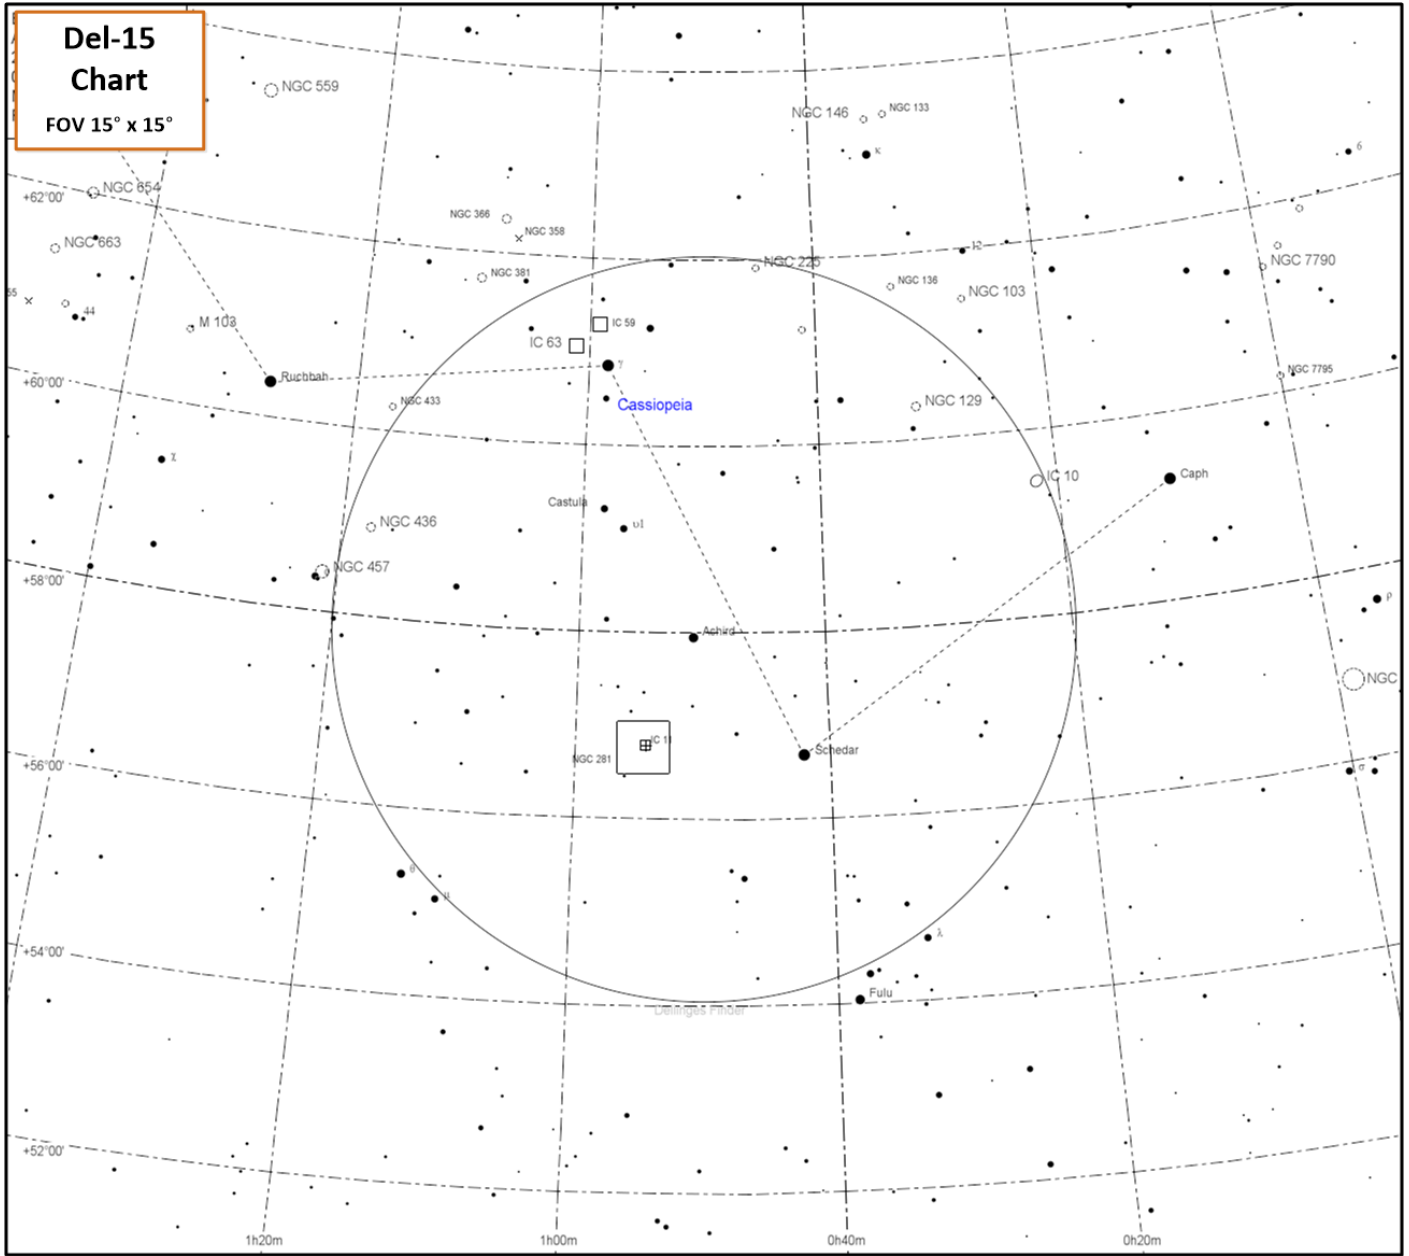 Del-15
Chart
FOV 15° x 15°
NGC 559
NGC 146
NGC 133
κ
6
NGC 654
+62°00'
NGC 366
NGC 358
NGC 663
12
NGC 225
NGC 7790
NGC 381
NGC 136
NGC 103
55
44
M 103
IC 59
IC 63
γ
NGC 7795
Ruchbah
+60°00'
NGC 433
Cassiopeia
NGC 129
χ
IC 10
Caph
Castula
υ1
NGC 436
NGC 457
+58°00'
ρ
Achird
NGC
IC 11
Schedar
NGC 281
+56°00'
σ
θ
μ
λ
+54°00'
Fulu
Dellinges Finder
+52°00'
1h20m
1h00m
0h40m
0h20m